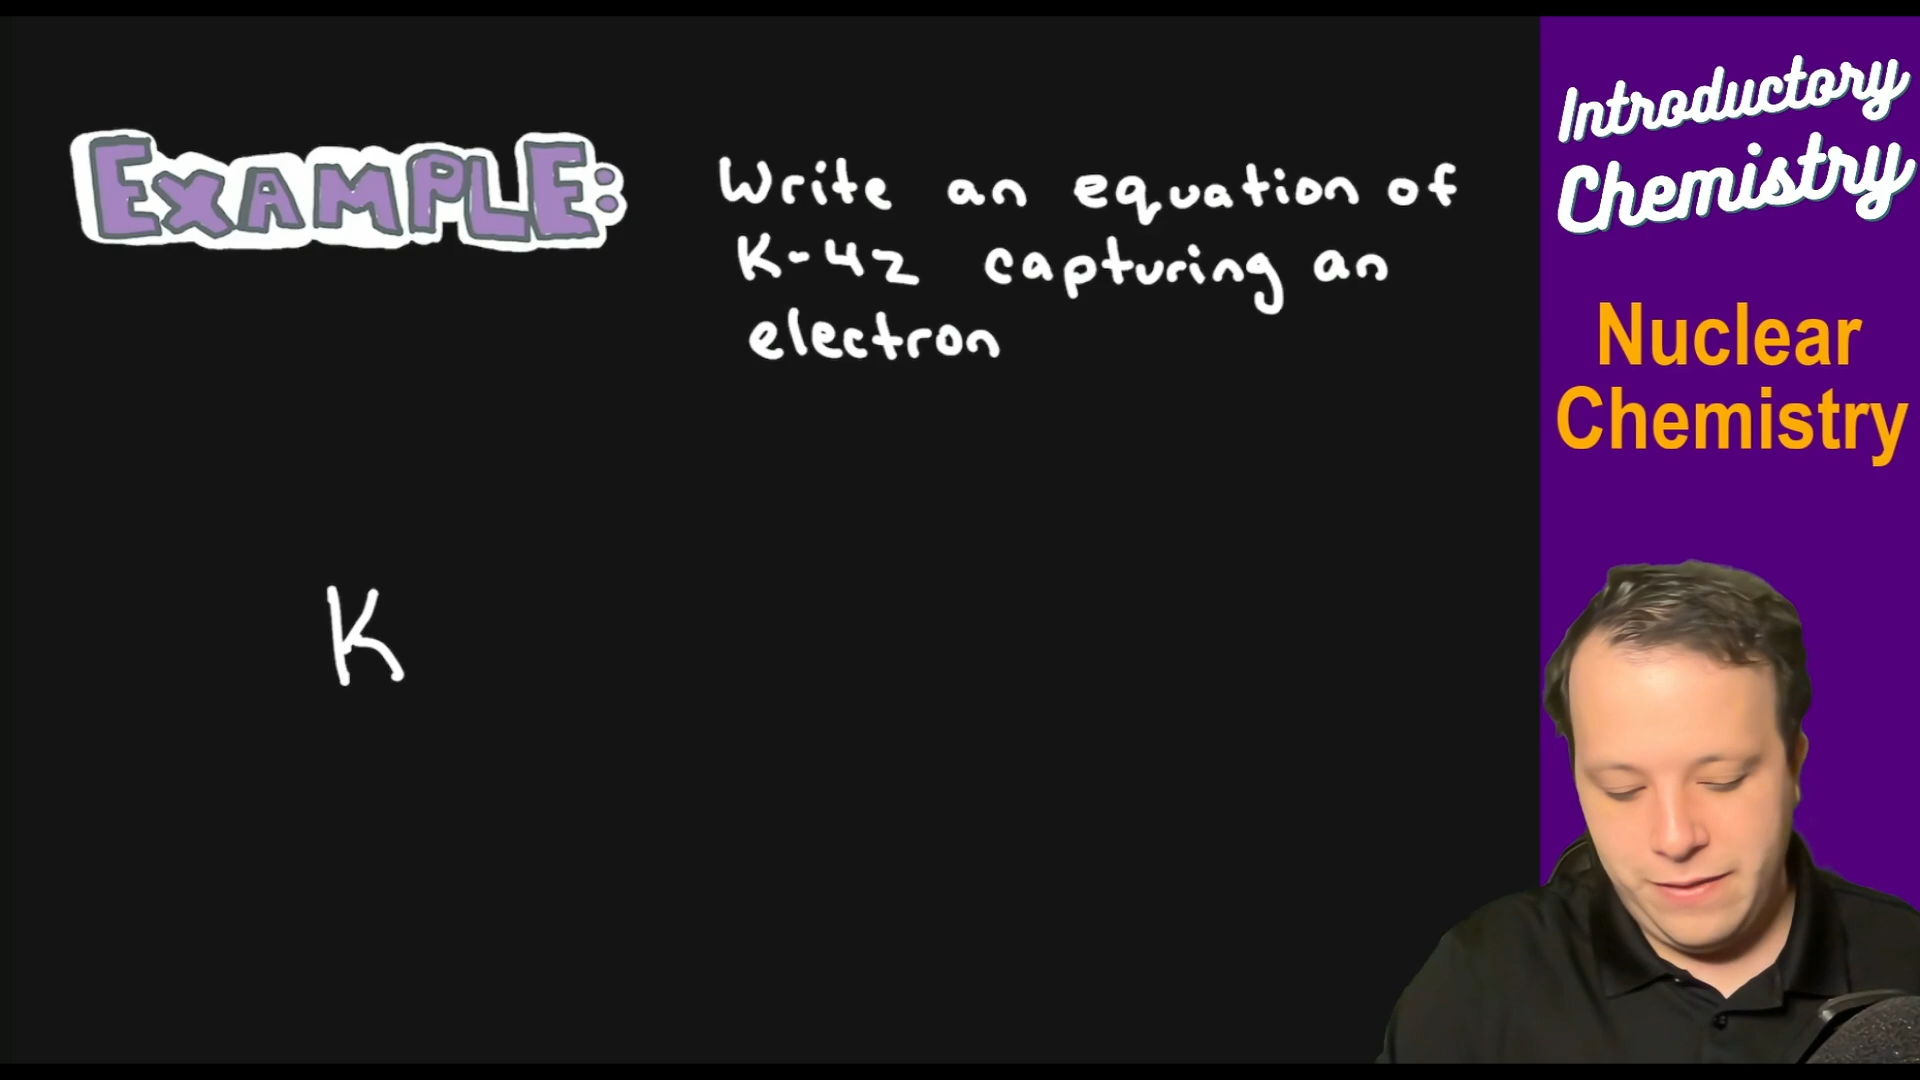 EXAMPLE:
Write an equation of
K-42 capturing an
electron
K
Introductory
Chemistry
Nuclear
Chemistry